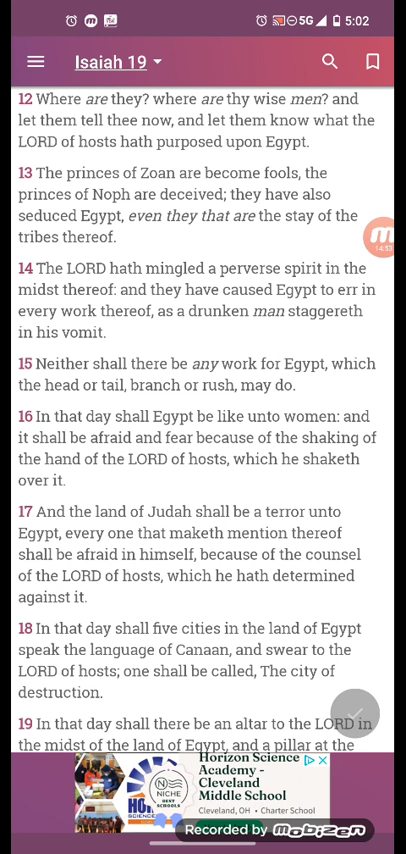 5G 5:02
Isaiah 19
12 Where are they? where are thy wise men? and
let them tell thee now, and let them know what the
LORD of hosts hath purposed upon Egypt.
13 The princes of Zoan are become fools, the
princes of Noph are deceived; they have also
seduced Egypt, even they that are the stay of the
tribes thereof.
14:53
14 The LORD hath mingled a perverse spirit in the
midst thereof: and they have caused Egypt to err in
every work thereof, as a drunken man staggereth
in his vomit.
15 Neither shall there be any work for Egypt, which
the head or tail, branch or rush, may do.
16 In that day shall Egypt be like unto women: and
it shall be afraid and fear because of the shaking of
the hand of the LORD of hosts, which he shaketh
over it.
17 And the land of Judah shall be a terror unto
Egypt, every one that maketh mention thereof
shall be afraid in himself, because of the counsel
of the LORD of hosts, which he hath determined
against it.
18 In that day shall five cities in the land of Egypt
speak the language of Canaan, and swear to the
LORD of hosts; one shall be called, The city of
destruction.
19 In that day shall there be an altar to the LORD in
the midst of the land of Egypt, and a pillar at the
Horizon Science
Academy -
Cleveland
Middle School
Cleveland, OH • Charter School
NICHE
BEST
SCHOOLS
Recorded by mobizen